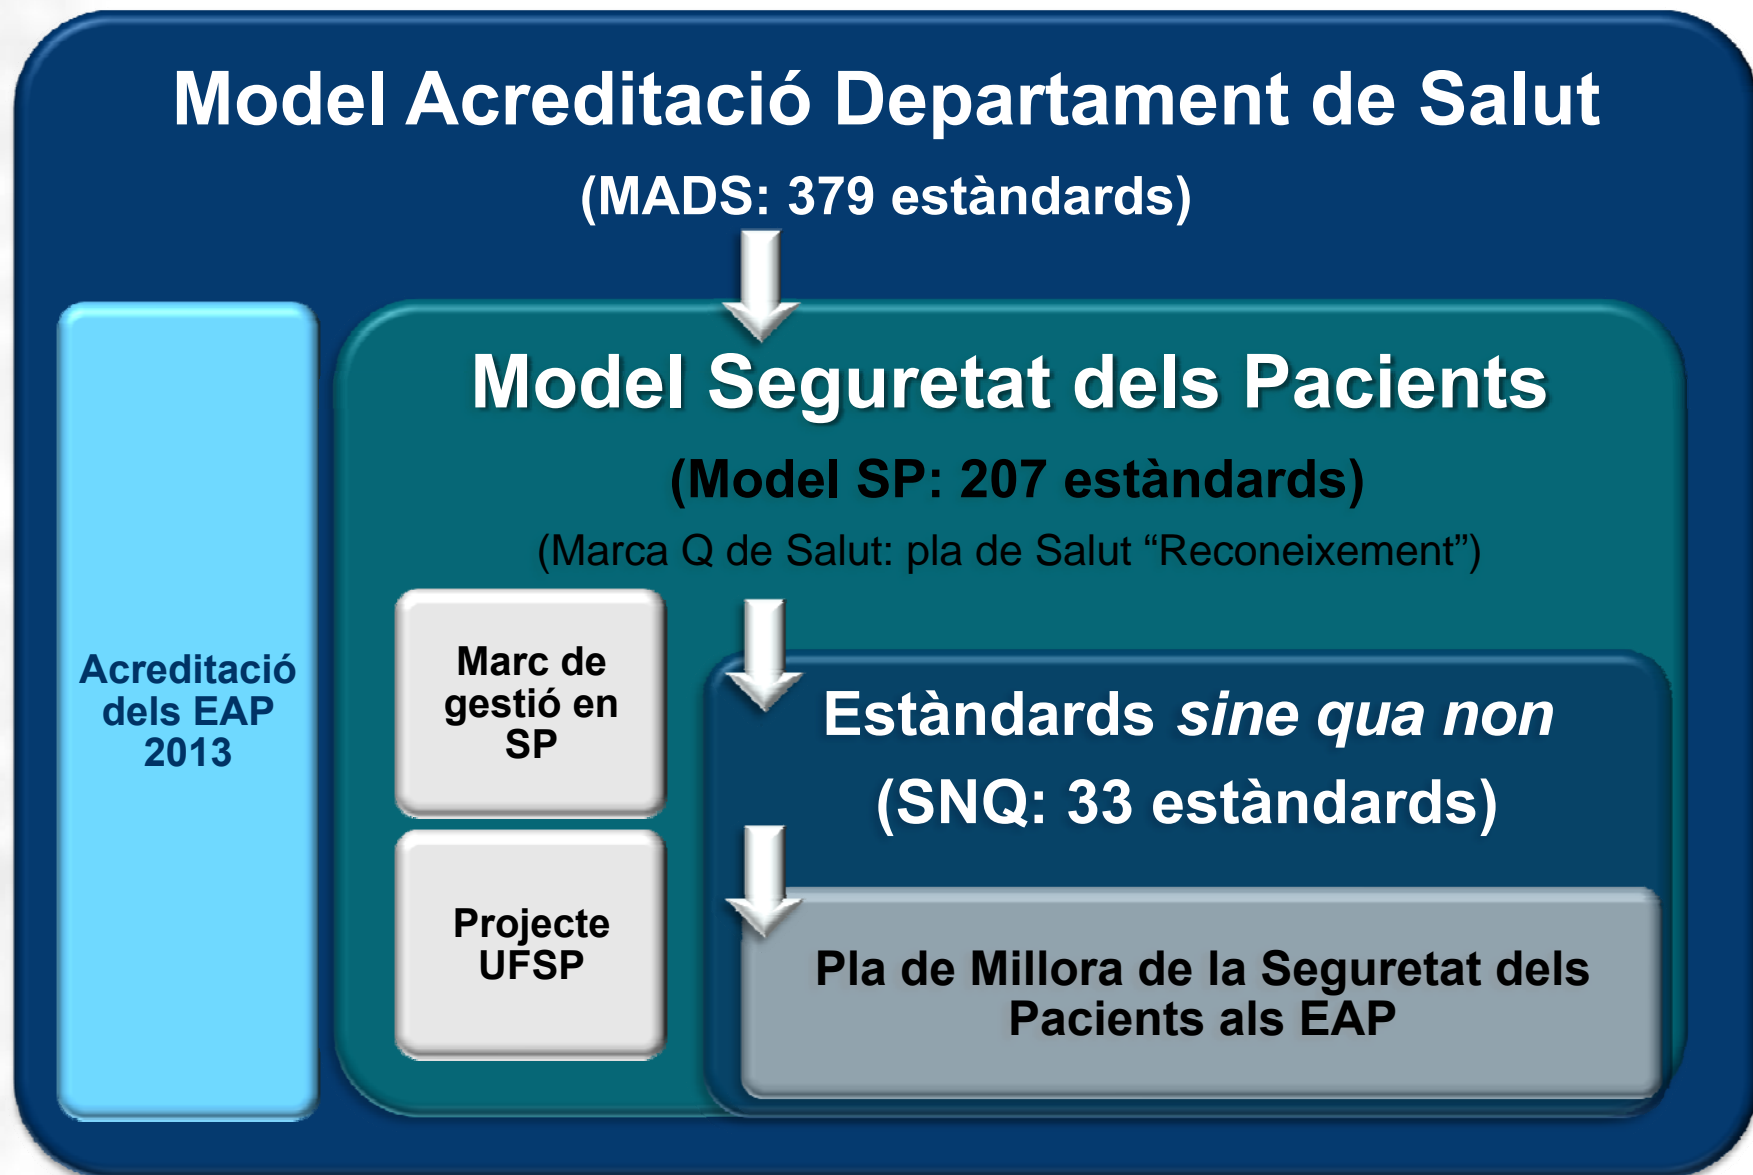 Model Acreditació Departament de Salut
(MADS: 379 estàndards)
Model Seguretat dels Pacients
(Model SP: 207 estàndards)
(Marca Q de Salut: pla de Salut “Reconeixement”)
Acreditació
dels EAP
2013
Marc de
gestió en
SP
Projecte
UFSP
Estàndards sine qua non
(SNQ: 33 estàndards)
Pla de Millora de la Seguretat dels
Pacients als EAP